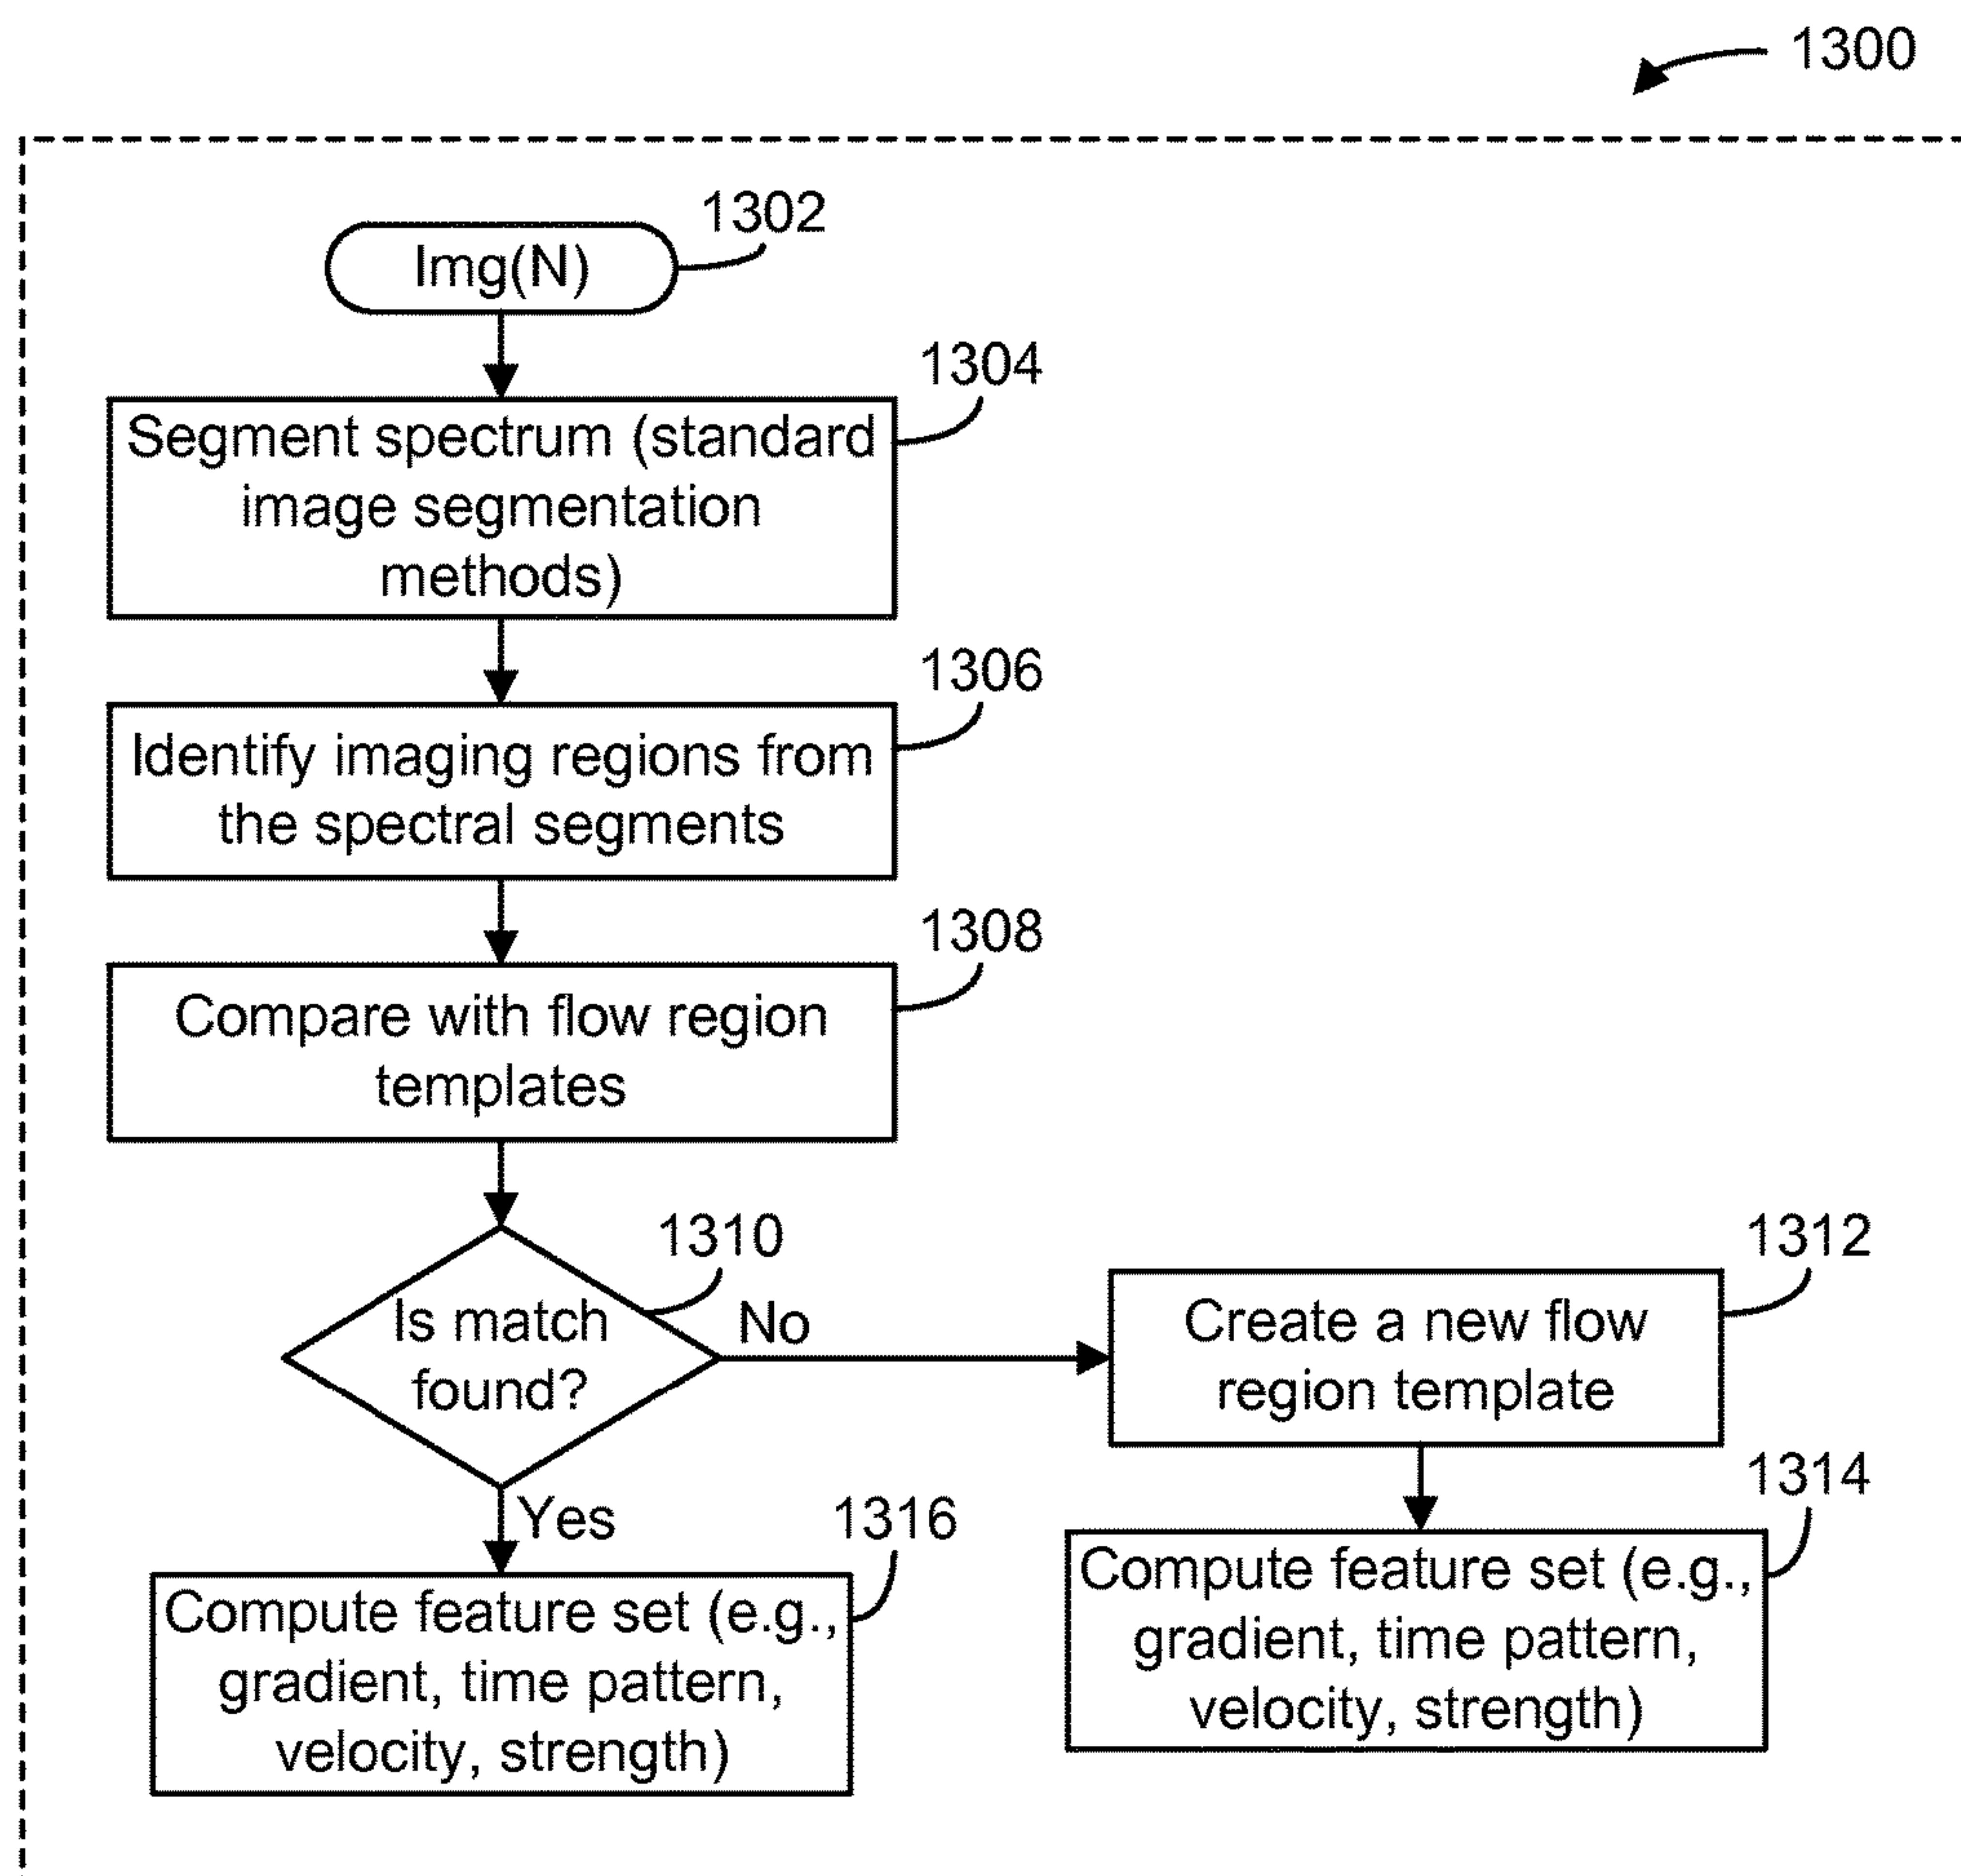 1300
1302
Img(N)
1304
Segment spectrum (standard
image segmentation
methods)
1306
Identify imaging regions from
the spectral segments
1308
Compare with flow region
templates
1310
Is match
found?
No
1312
Create a new flow
region template
Yes
1316
Compute feature set (e.g.,
gradient, time pattern,
velocity, strength)
1314
Compute feature set (e.g.,
gradient, time pattern,
velocity, strength)